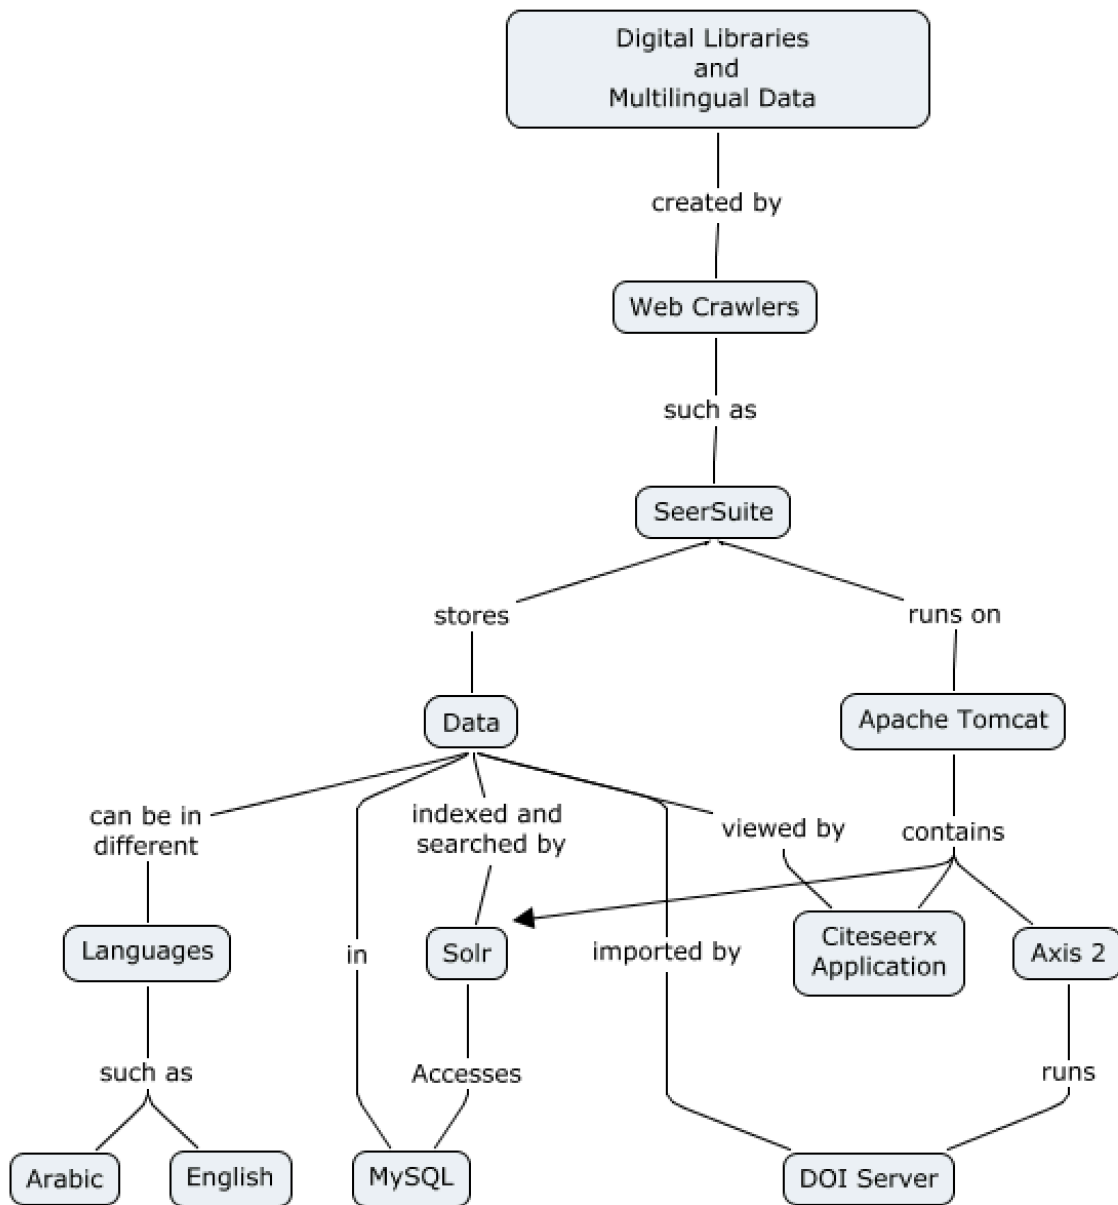 Digital Libraries
and
Multilingual Data
created by
Web Crawlers
such as
SeerSuite
stores
runs on
Data
Apache Tomcat
can be in
different
indexed and
searched by
viewed by
contains
Languages
in
Solr
imported by
Citeseerx
Application
Axis 2
such as
Accesses
runs
Arabic
English
MySQL
DOI Server